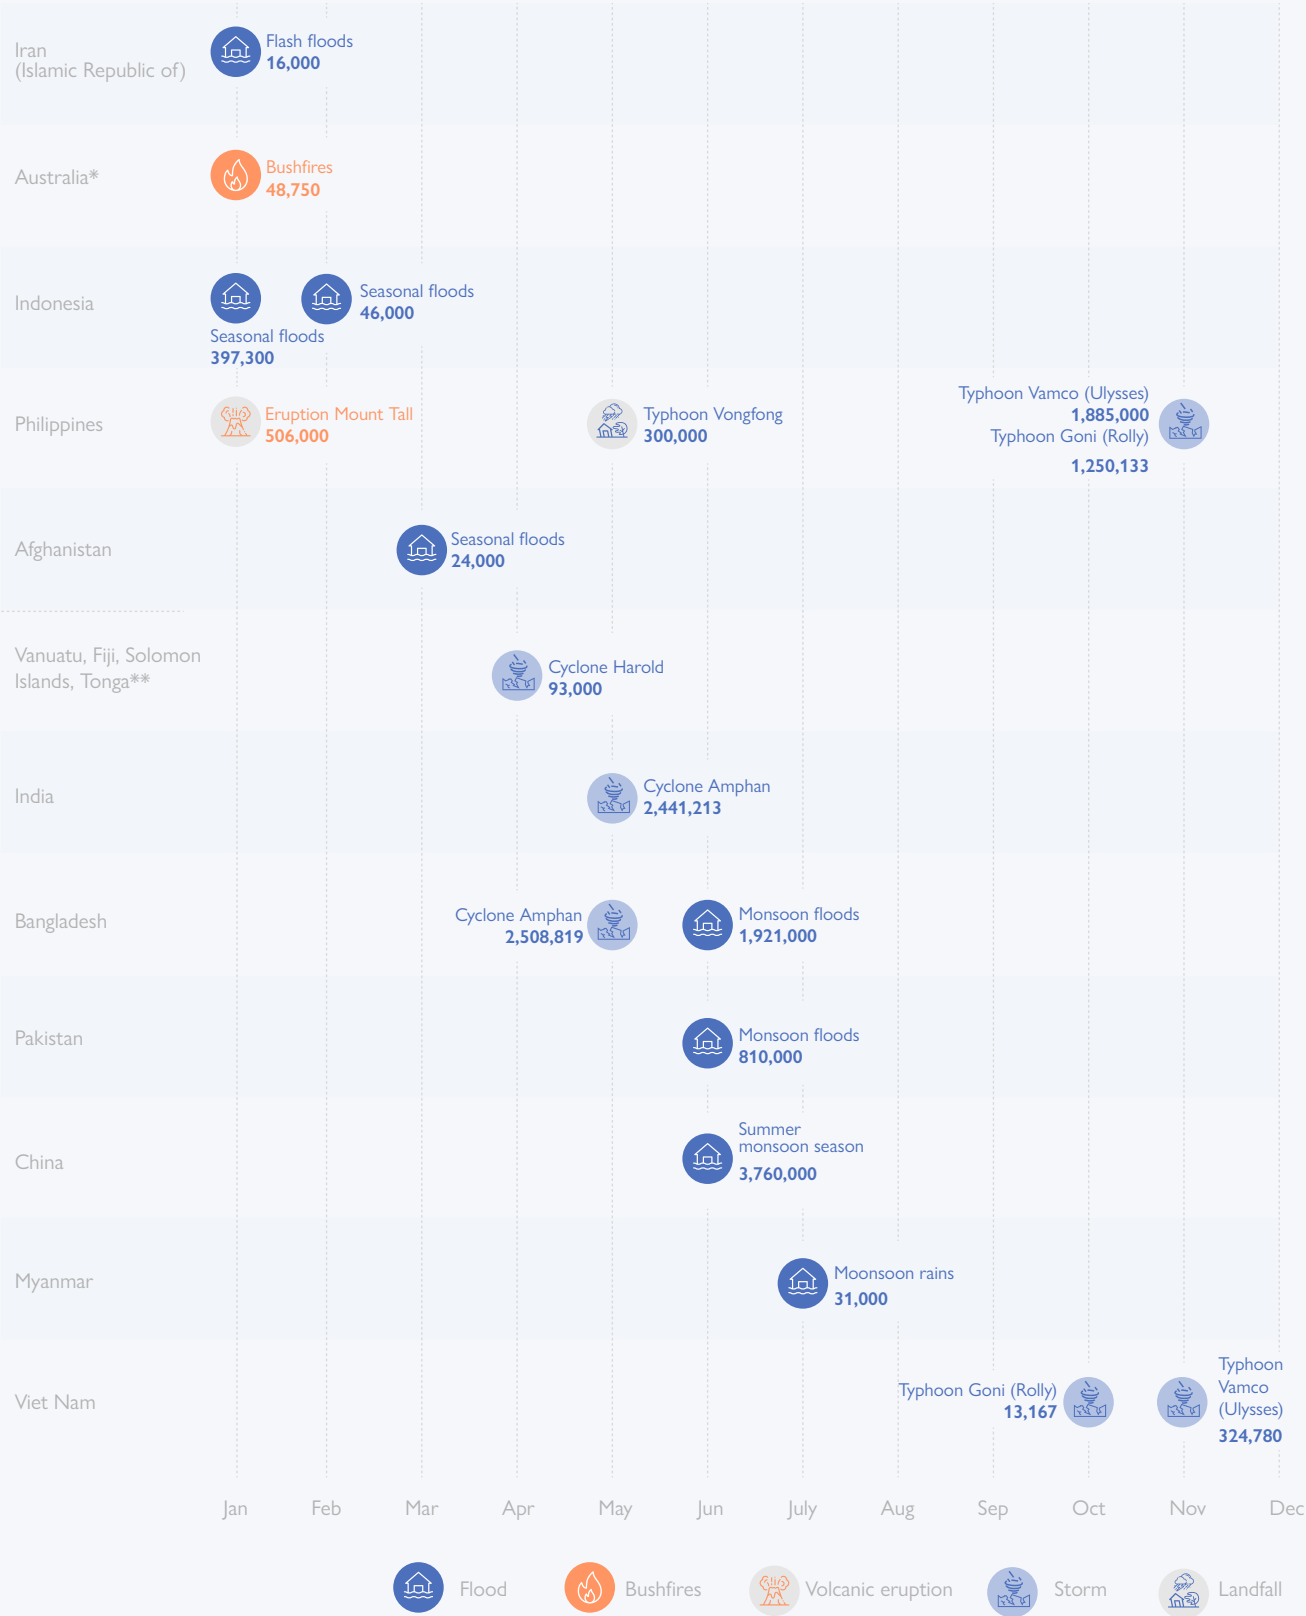 Iran
(Islamic Republic of)
Flash floods
16,000
Australia*
Bushfires
48,750
Indonesia
Seasonal floods
397,300
Seasonal floods
46,000
Philippines
Eruption Mount Tall
506,000
Typhoon Vongfong
300,000
Typhoon Vamco (Ulysses)
1,885,000
Typhoon Goni (Rolly)
1,250,133
Afghanistan
Seasonal floods
24,000
Vanuatu, Fiji, Solomon
Islands, Tonga**
Cyclone Harold
93,000
India
Cyclone Amphan
2,441,213
Bangladesh
Cyclone Amphan
2,508,819
Monsoon floods
1,921,000
Pakistan
Monsoon floods
810,000
China
Summer
monsoon season
3,760,000
Myanmar
Moonsoon rains
31,000
Viet Nam
Typhoon Goni (Rolly)
13,167
Typhoon
Vamco
(Ulysses)
324,780
Jan Feb Mar Apr May Jun July Aug Sep Oct Nov Dec
Flood Bushfires Volcanic eruption Storm Landfall